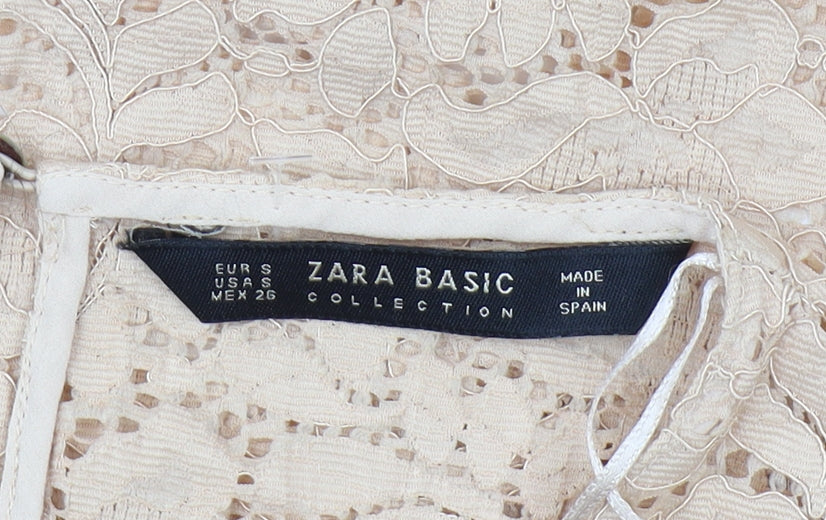 EUR S
USA S
MEX 26
ZARA BASIC
COLLECTION
MADE
IN
SPAIN